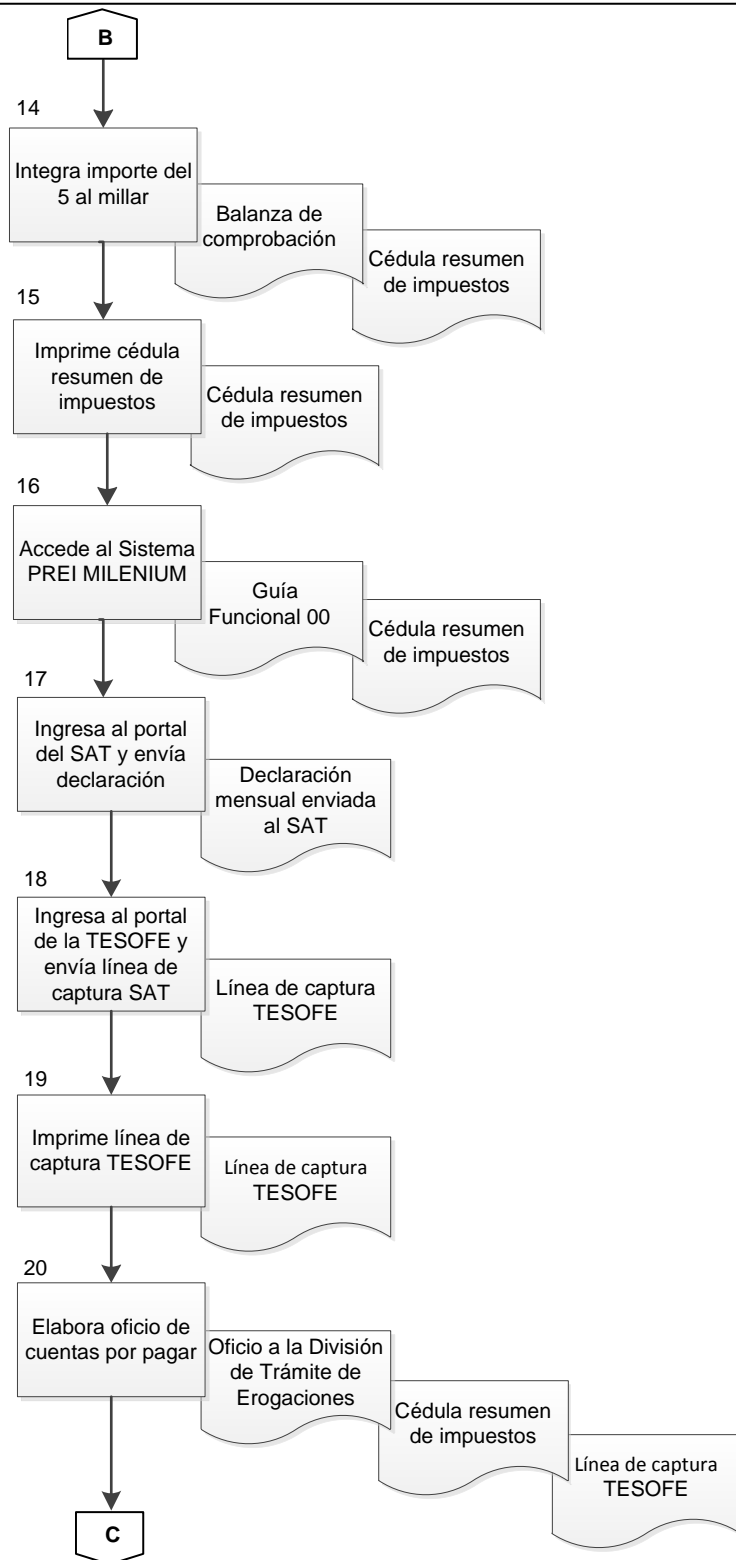 B
14
Integra importe del
5 al millar
Balanza de
comprobación
Cédula resumen
de impuestos
15
Imprime cédula
resumen de
impuestos
Cédula resumen
de impuestos
16
Accede al Sistema
PREI MILENIUM
Guía
Funcional 00
Cédula resumen
de impuestos
17
Ingresa al portal
del SAT y envía
declaración
Declaración
mensual enviada
al SAT
18
Ingresa al portal
de la TESOFE y
envía línea de
captura SAT
Línea de captura
TESOFE
19
Imprime línea de
captura TESOFE
Línea de captura
TESOFE
20
Elabora oficio de
cuentas por pagar
Oficio a la División
de Trámite de
Erogaciones
Cédula resumen
de impuestos
Línea de captura
TESOFE
C